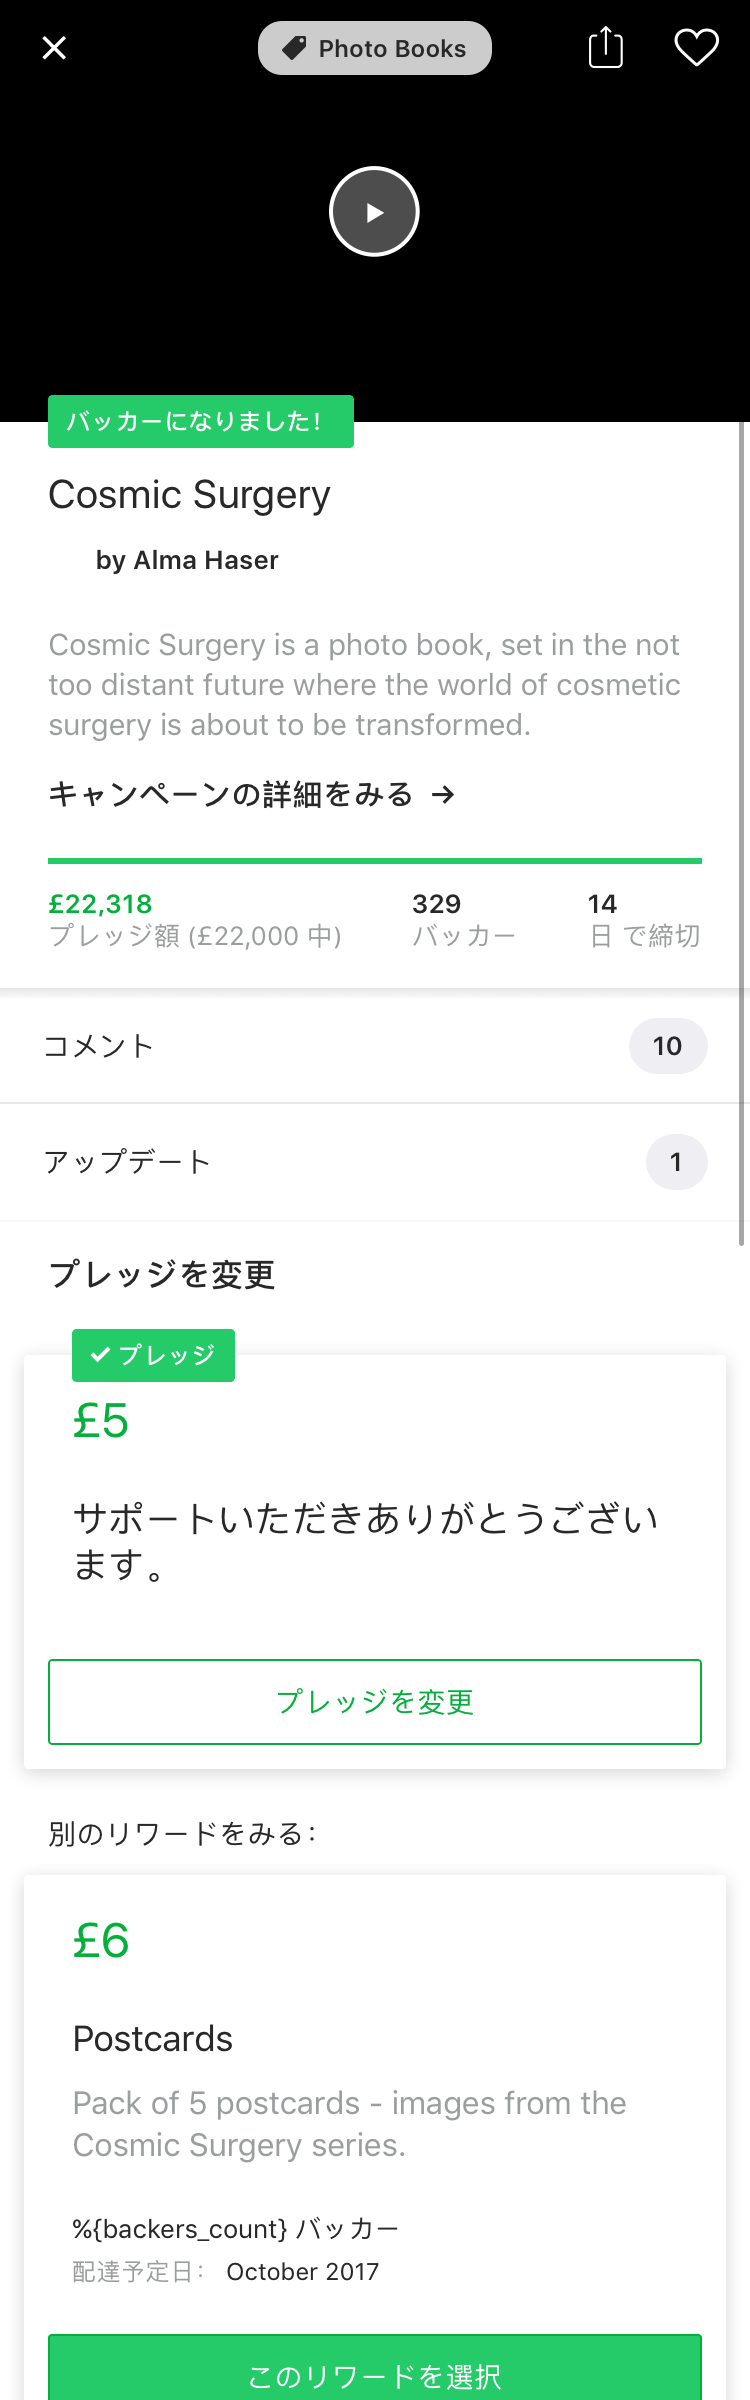 Photo Books
バッカーになりました!
Cosmic Surgery
by Alma Haser
Cosmic Surgery is a photo book, set in the not
too distant future where the world of cosmetic
surgery is about to be transformed.
キャンペーンの詳細をみる →
£22,318
プレッジ額 (£22,000 中)
329
バッカー
14
日 で締切
コメント
10
アップデート
1
プレッジを変更
プレッジ
£5
サポートいただきありがとうござい
ます。
プレッジを変更
別のリワードをみる:
£6
Postcards
Pack of 5 postcards - images from the
Cosmic Surgery series.
%{backers_count} バッカー
配達予定日: October 2017
このリワードを選択